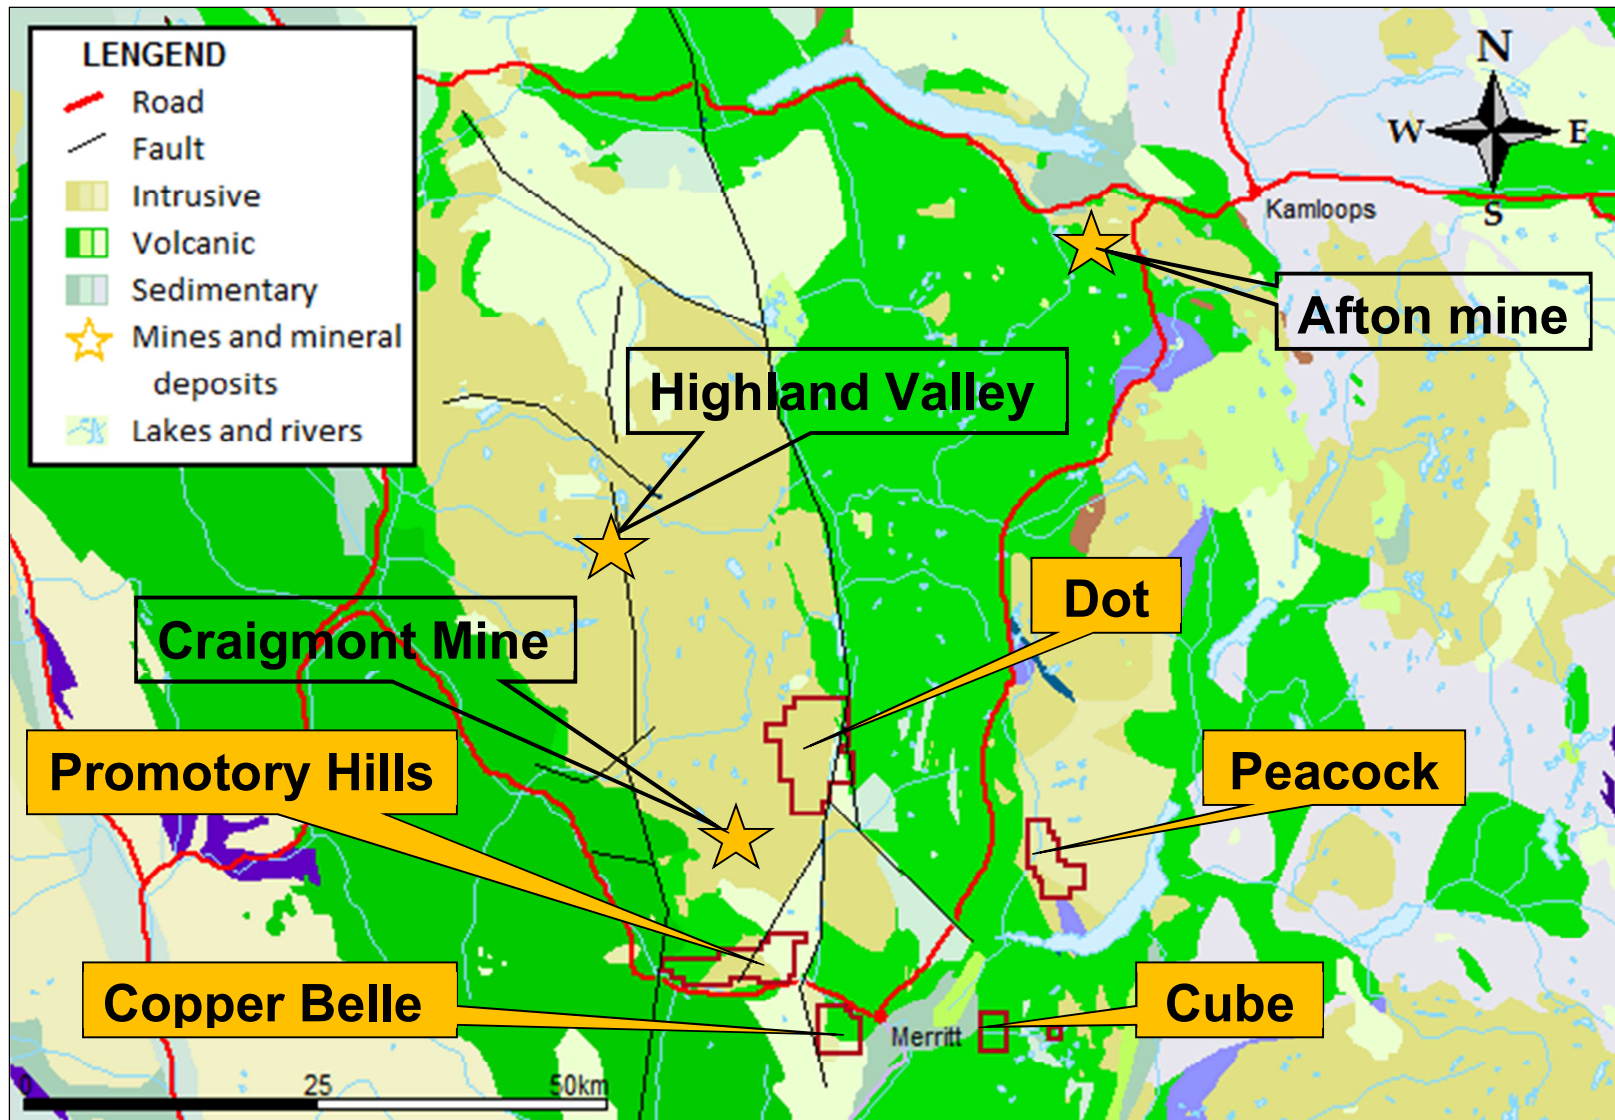 LENGEND
Road
Fault
Intrusive
Volcanic
Sedimentary
Mines and mineral
deposits
Lakes and rivers
N
W
E
S
Kamloops
Afton mine
Highland Valley
Dot
Craigmont Mine
Promotory Hills
Peacock
Copper Belle
Cube
Merritt
0
25
50km